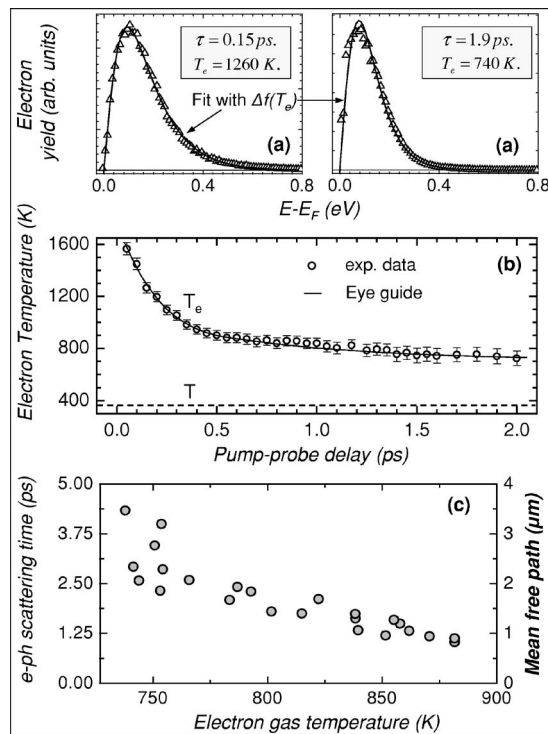 Electron
yield (arb. units)
τ = 0.15 ps.
T_e = 1260 K.
τ = 1.9 ps.
T_e = 740 K.
Fit with Δf(T_e)
(a)
(a)
0.0 0.4 0.8
0.0 0.4 0.8
E-E_F (eV)
Electron Temperature (K)
1600
1200
800
400
(b)
exp. data
Eye guide
T_e
T
0.0 0.5 1.0 1.5 2.0
Pump-probe delay (ps)
e-ph scattering time (ps)
5.00
3.75
2.50
1.25
0.00
(c)
4
3
2
1
0
Mean free path (μm)
750 800 850 900
Electron gas temperature (K)